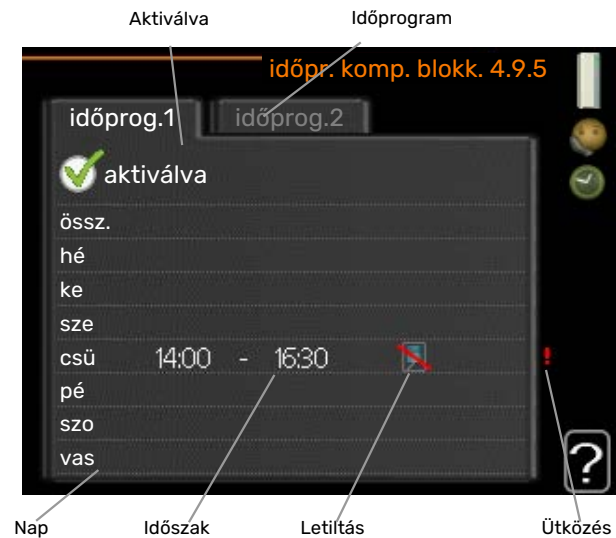 Aktiválva Időprogram
időpr. komp. blokk. 4.9.5
időprog.1 időprog.2
aktiválva
össz.
hé
ke
sze
csü 14:00 - 16:30 !
pé
szo
vas
?
Nap Időszak Letiltás Ütközés